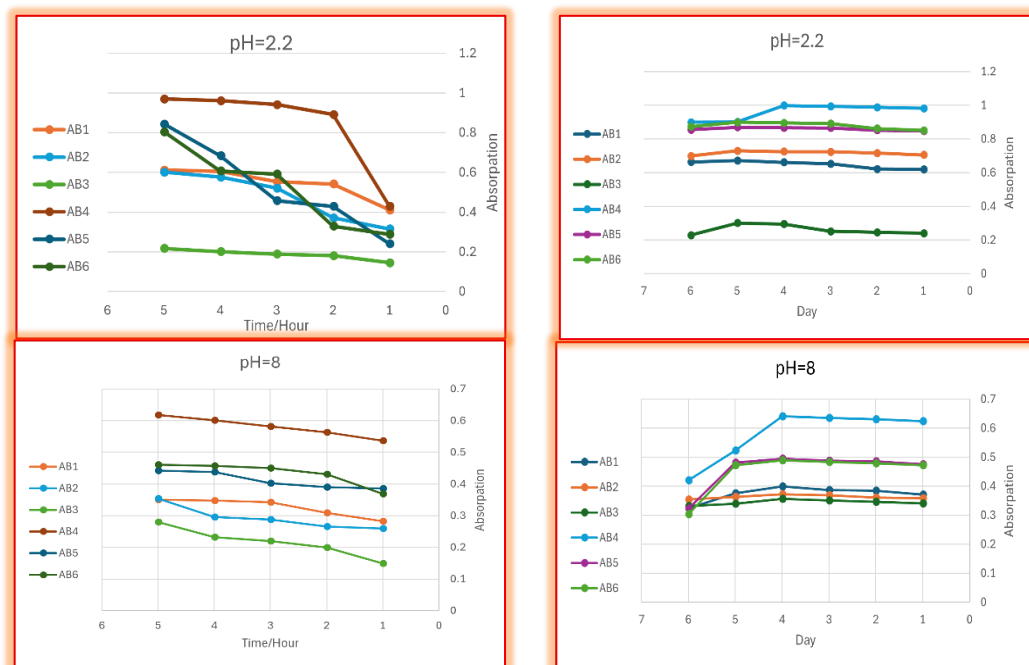 pH=2.2
1.2
1
0.8
0.6
0.4
0.2
0
Absorpation
AB1
AB2
AB3
AB4
AB5
AB6
6 5 4 3 2 1 0
Time/Hour
pH=2.2
1.2
1
0.8
0.6
0.4
0.2
0
Absorpation
AB1
AB2
AB3
AB4
AB5
AB6
7 6 5 4 3 2 1 0
Day
pH=8
0.7
0.6
0.5
0.4
0.3
0.2
0.1
0
Absorpation
AB1
AB2
AB3
AB4
AB5
AB6
6 5 4 3 2 1 0
Time/Hour
pH=8
0.7
0.6
0.5
0.4
0.3
0.2
0.1
0
Absorpation
AB1
AB2
AB3
AB4
AB5
AB6
7 6 5 4 3 2 1 0
Day